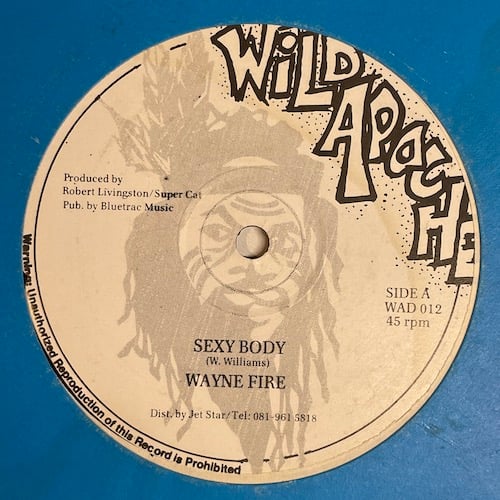 WILD
APACHE
Produced by
Robert Livingston/Super Cat
Pub. by Bluetrac Music
SIDE A
WAD 012
45 rpm
SEXY BODY
(W. Williams)
WAYNE FIRE
Dist. by Jet Star/Tel: 081-961 5818
Warning: Unauthorized Reproduction of this Record is Prohibited